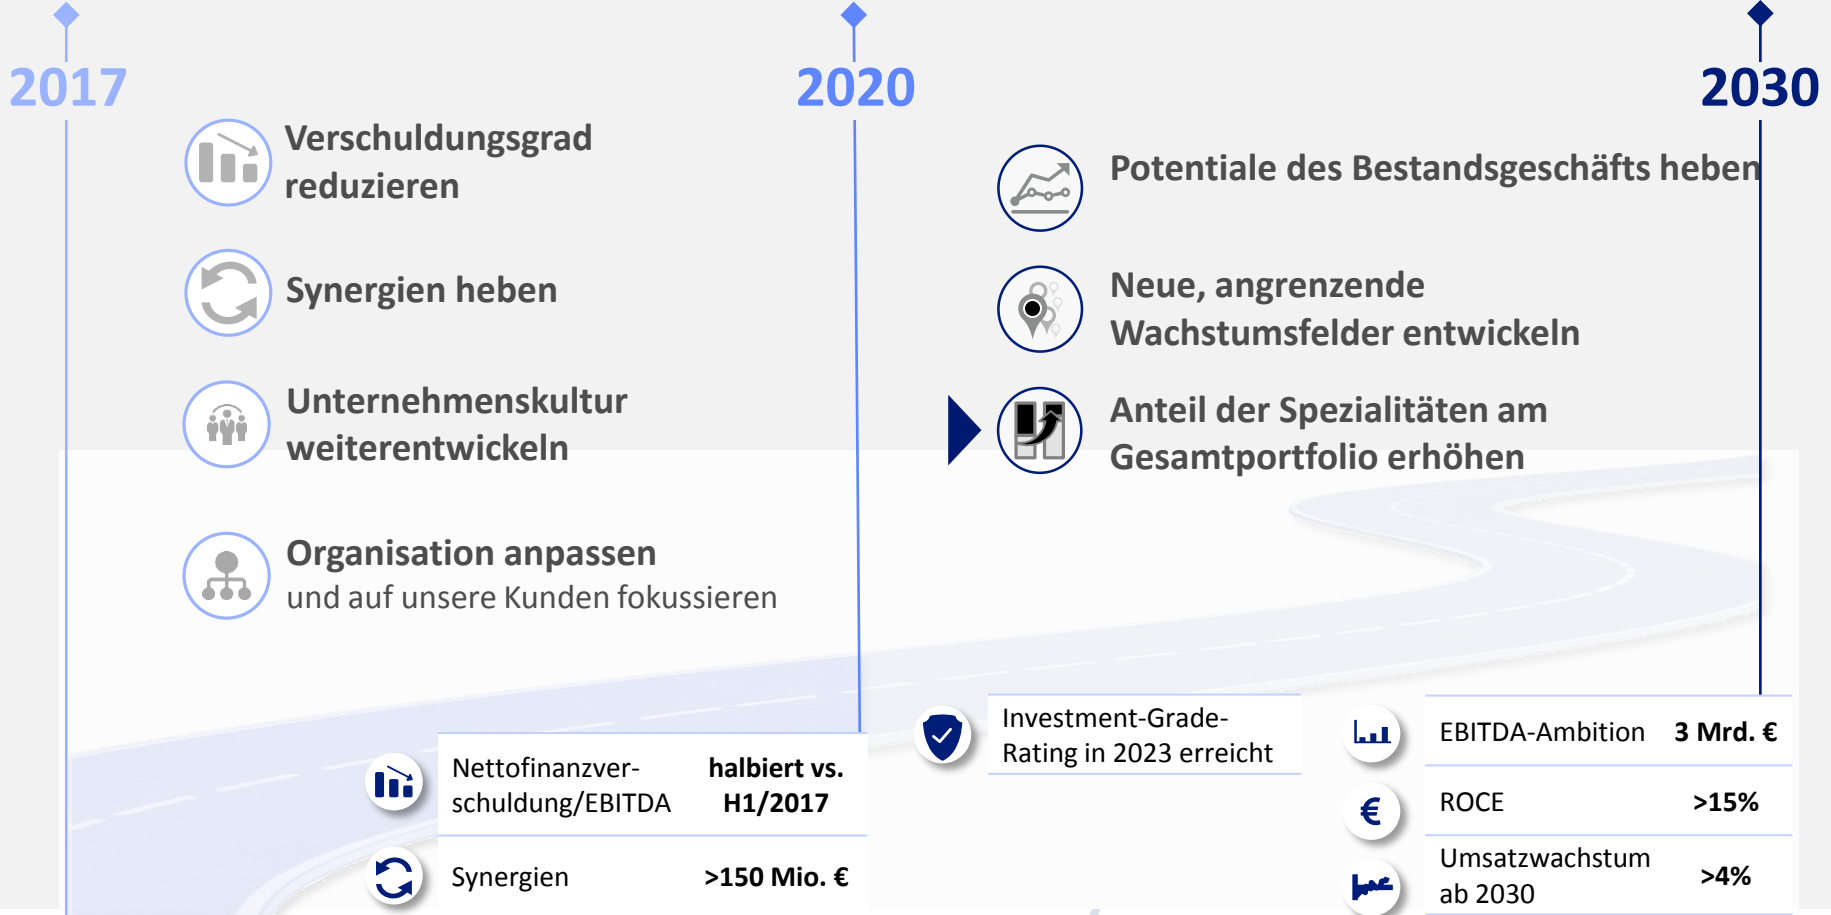 2017
2020
2030
Verschuldungsgrad
reduzieren
Synergien heben
Unternehmenskultur
weiterentwickeln
Organisation anpassen
und auf unsere Kunden fokussieren
Potentiale des Bestandsgeschäfts heben
Neue, angrenzende
Wachstumsfelder entwickeln
Anteil der Spezialitäten am
Gesamtportfolio erhöhen
Nettofinanzver-
schuldung/EBITDA
halbiert vs.
H1/2017
Synergien
>150 Mio. €
Investment-Grade-
Rating in 2023 erreicht
EBITDA-Ambition 3 Mrd. €
€
ROCE >15%
Umsatzwachstum
ab 2030
>4%